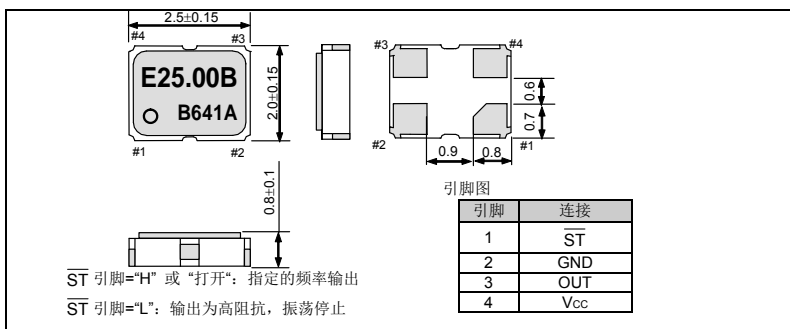 2.5±0.15
#4
#3
E25.00B
B641A
2.0±0.15
#1
#2
#3
#4
0.6
0.7
#2
0.9
0.8
#1
0.8±0.1
引脚图
引脚 连接
1 S̅T̅
2 GND
3 OUT
4 Vcc
S̅T̅ 引脚="H" 或 "打开“：指定的频率输出
S̅T̅ 引脚=“L”：输出为高阻抗，振荡停止